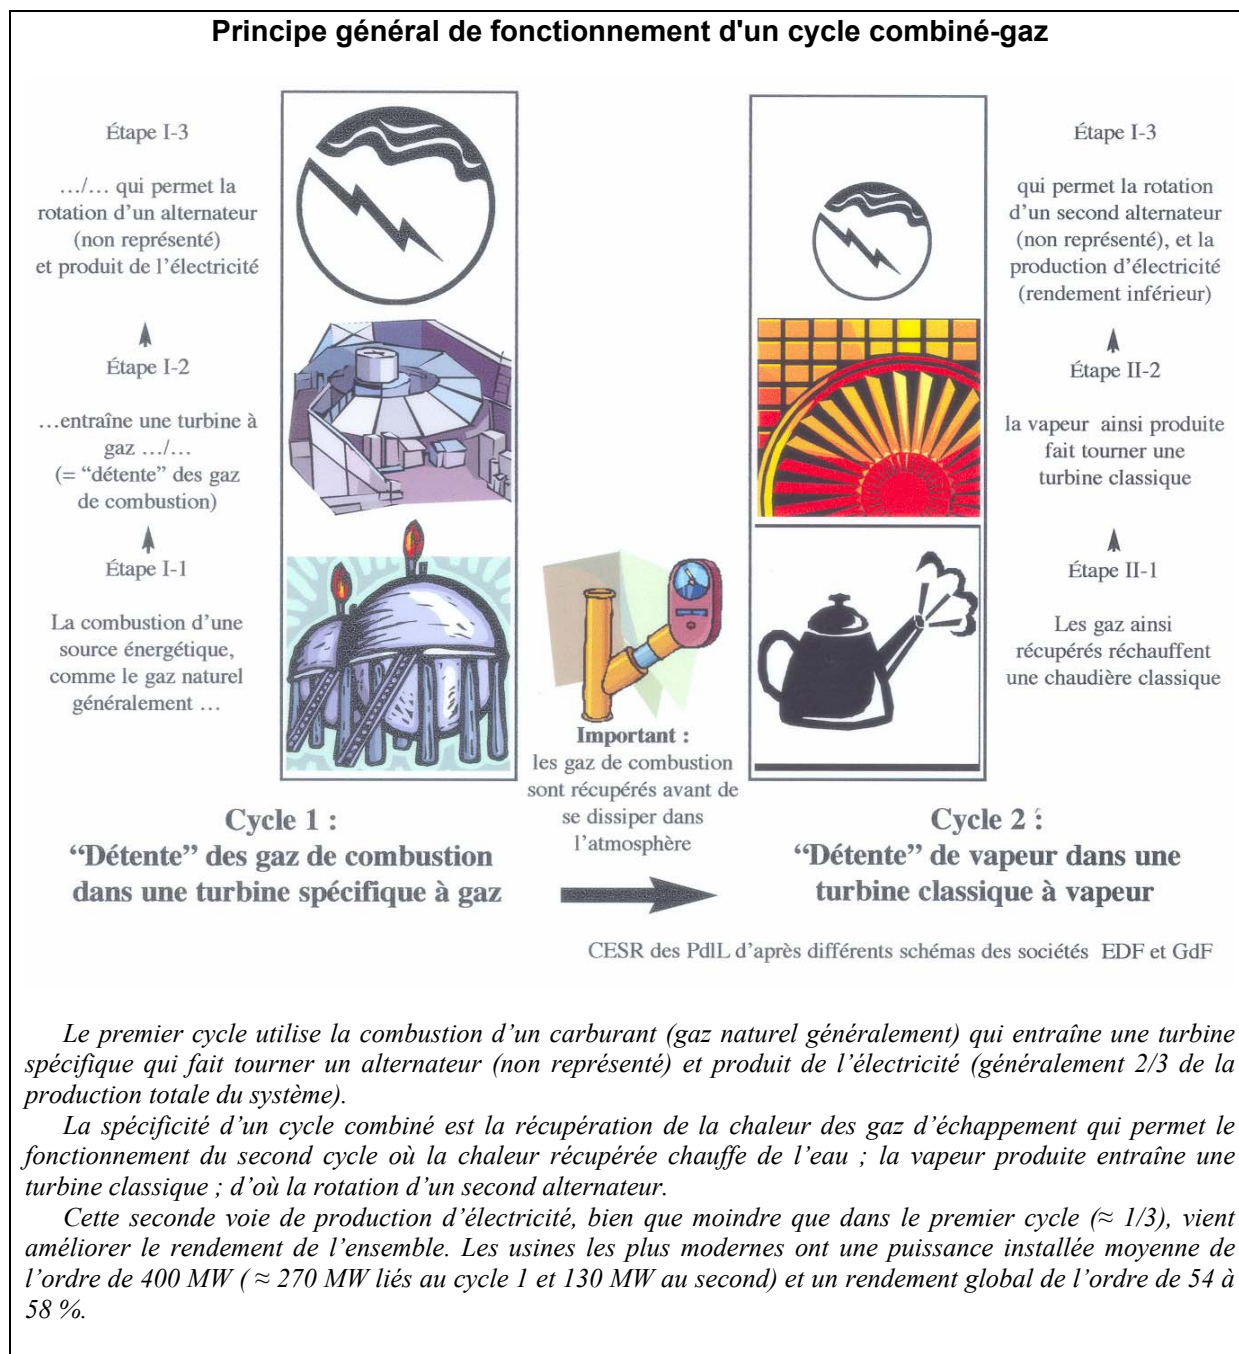 Principe général de fonctionnement d'un cycle combiné-gaz
Étape I-3
…/… qui permet la
rotation d’un alternateur
(non représenté)
et produit de l’électricité
Étape I-2
…entraîne une turbine à
gaz …/…
(= “détente” des gaz
de combustion)
Étape I-1
La combustion d’une
source énergétique,
comme le gaz naturel
généralement …
Cycle 1 :
“Détente” des gaz de combustion
dans une turbine spécifique à gaz
Important :
les gaz de combustion
sont récupérés avant de
se dissiper dans
l’atmosphère
Étape I-3
qui permet la rotation
d’un second alternateur
(non représenté), et la
production d’électricité
(rendement inférieur)
Étape II-2
la vapeur ainsi produite
fait tourner une
turbine classique
Étape II-1
Les gaz ainsi
récupérés réchauffent
une chaudière classique
Cycle 2 :
“Détente” de vapeur dans une
turbine classique à vapeur
CESR des PdlL d’après différents schémas des sociétés EDF et GdF
Le premier cycle utilise la combustion d’un carburant (gaz naturel généralement) qui entraîne une turbine
spécifique qui fait tourner un alternateur (non représenté) et produit de l’électricité (généralement 2/3 de la
production totale du système).
La spécificité d’un cycle combiné est la récupération de la chaleur des gaz d’échappement qui permet le
fonctionnement du second cycle où la chaleur récupérée chauffe de l’eau ; la vapeur produite entraîne une
turbine classique ; d’où la rotation d’un second alternateur.
Cette seconde voie de production d’électricité, bien que moindre que dans le premier cycle (≈ 1/3), vient
améliorer le rendement de l’ensemble. Les usines les plus modernes ont une puissance installée moyenne de
l’ordre de 400 MW ( ≈ 270 MW liés au cycle 1 et 130 MW au second) et un rendement global de l’ordre de 54 à
58 %.